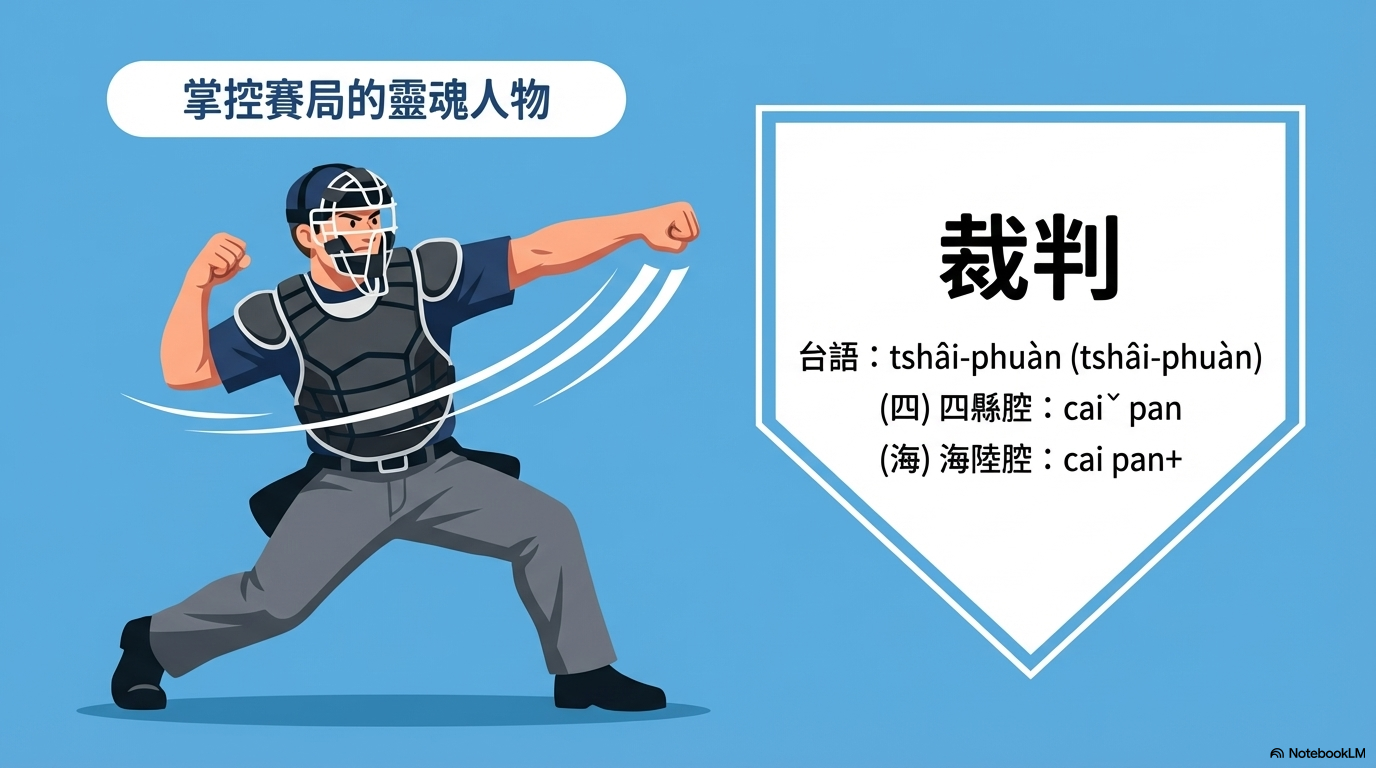 掌控賽局的靈魂人物
裁判
台語：tshâi-phuàn (tshâi-phuàn)
(四) 四縣腔：caiˇ pan
(海) 海陸腔：cai pan+
NotebookLM